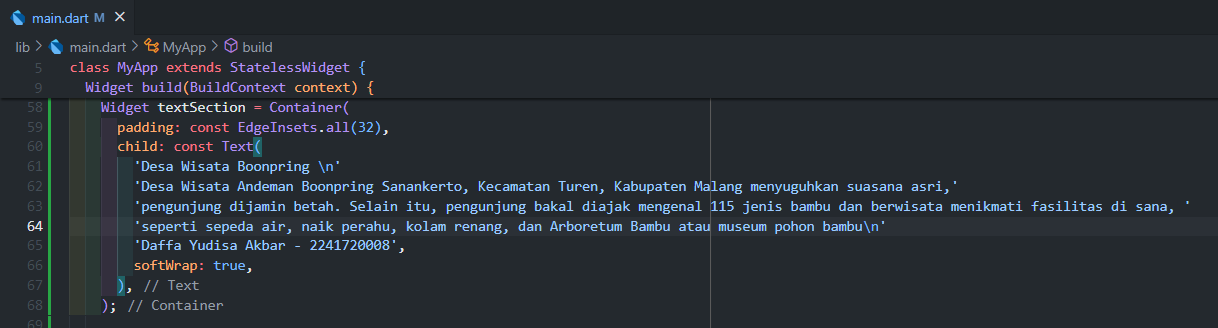 main.dart M
lib > main.dart > MyApp > build
5 class MyApp extends StatelessWidget {
9 Widget build(BuildContext context) {
58 Widget textSection = Container(
59 padding: const EdgeInsets.all(32),
60 child: const Text(
61 'Desa Wisata Boonpring \n'
62 'Desa Wisata Andeman Boonpring Sanankerto, Kecamatan Turen, Kabupaten Malang menyuguhkan suasana asri,'
63 'pengunjung dijamin betah. Selain itu, pengunjung bakal diajak mengenal 115 jenis bambu dan berwisata menikmati fasilitas di sana, '
64 'seperti sepeda air, naik perahu, kolam renang, dan Arboretum Bambu atau museum pohon bambu\n'
65 'Daffa Yudisa Akbar - 2241720008',
66 softWrap: true,
67 ), // Text
68 ); // Container
69